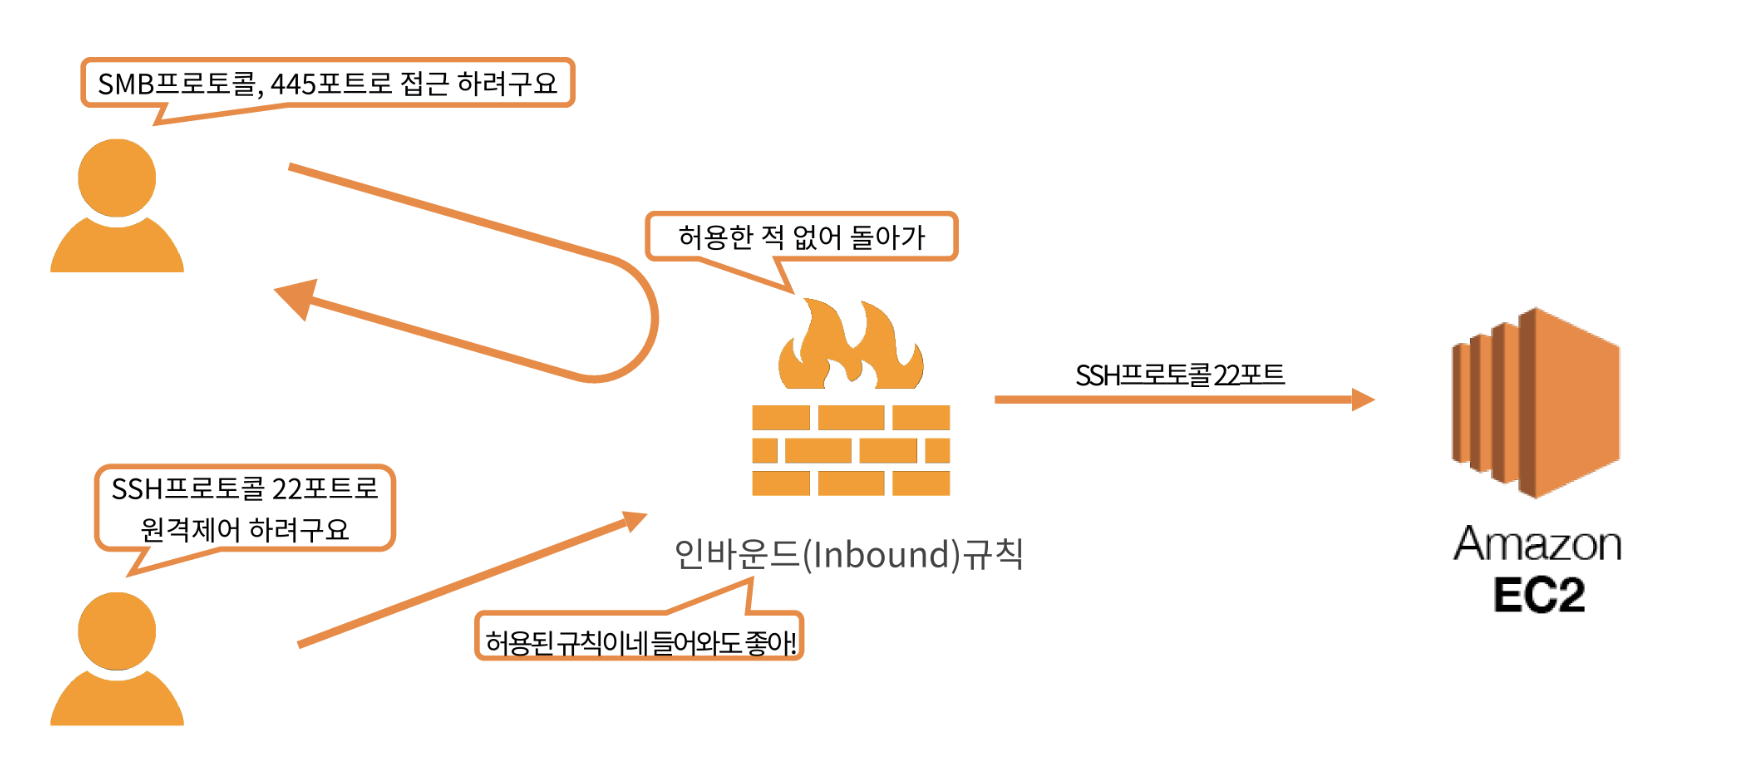 SMB프로토콜, 445포트로 접근 하려구요
허용한 적 없어 돌아가
SSH프로토콜22포트
SSH프로토콜 22포트로
원격제어 하려구요
인바운드(Inbound)규칙
허용된 규칙이네 들어와도 좋아!
Amazon
EC2